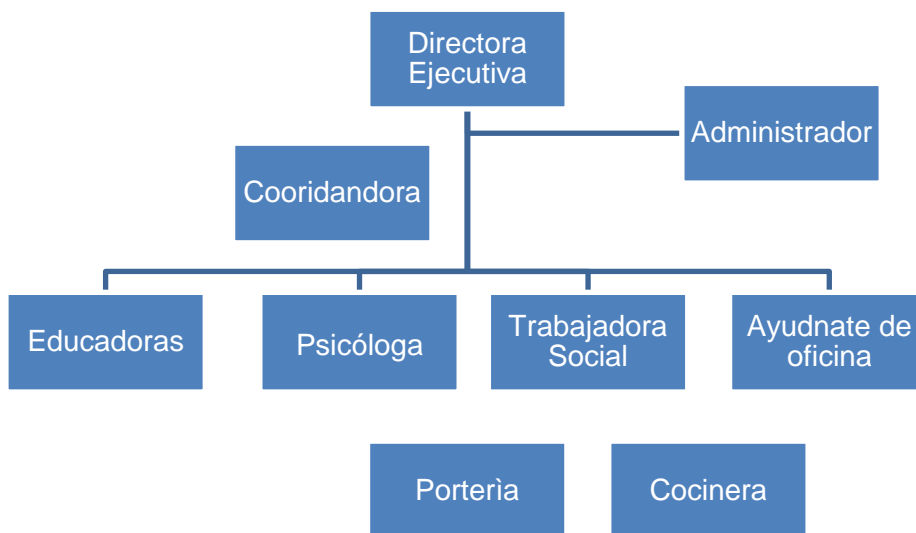 Directora
Ejecutiva
Administrador
Cooridandora
Educadoras
Psicóloga
Trabajadora
Social
Ayudnate de
oficina
Porterìa
Cocinera